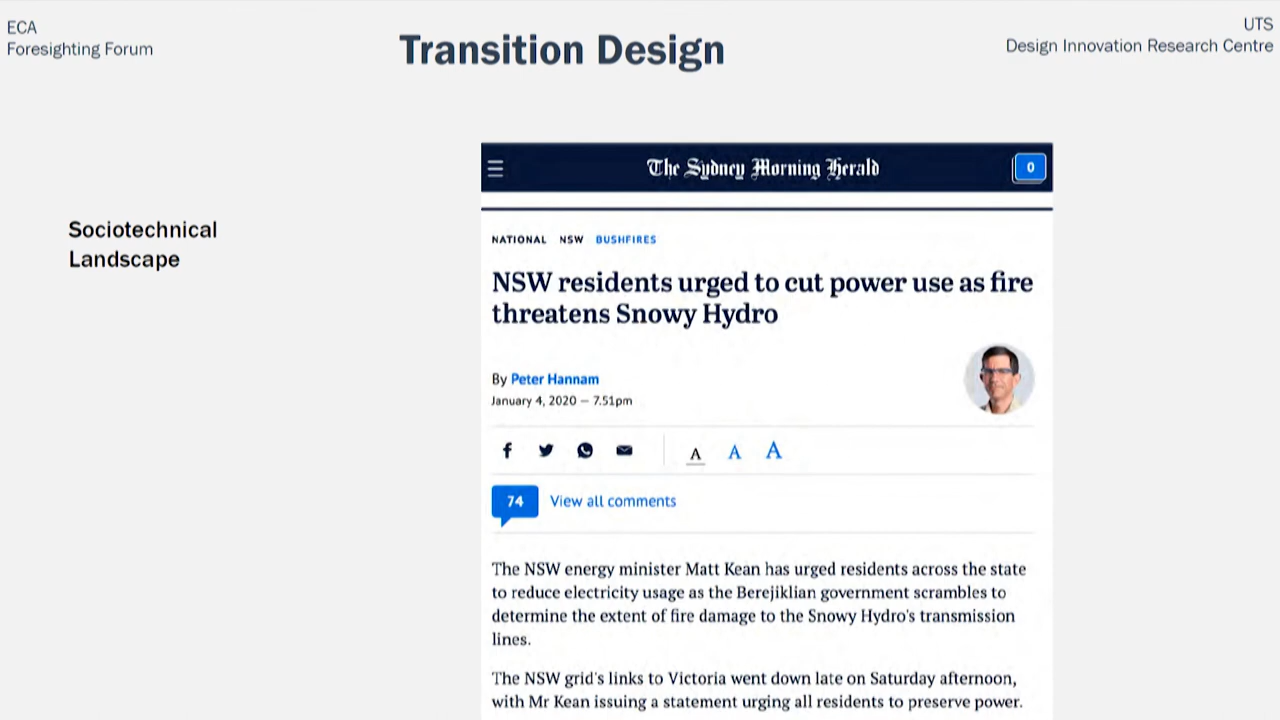 ECA
Foresighting Forum
Transition Design
UTS
Design Innovation Research Centre
Sociotechnical
Landscape
The Sydney Morning Herald
0
NATIONAL NSW BUSHFIRES
NSW residents urged to cut power use as fire
threatens Snowy Hydro
By Peter Hannam
January 4, 2020 — 7.51pm
A A A
74 View all comments
The NSW energy minister Matt Kean has urged residents across the state
to reduce electricity usage as the Berejiklian government scrambles to
determine the extent of fire damage to the Snowy Hydro's transmission
lines.
The NSW grid's links to Victoria went down late on Saturday afternoon,
with Mr Kean issuing a statement urging all residents to preserve power.